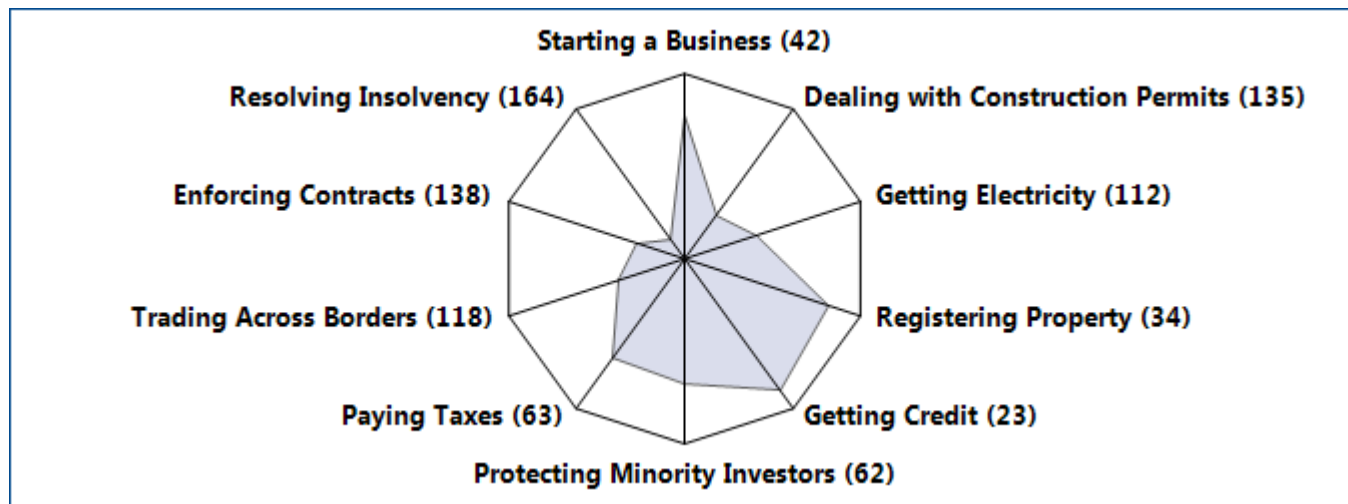 Starting a Business (42)
Resolving Insolvency (164)
Dealing with Construction Permits (135)
Enforcing Contracts (138)
Getting Electricity (112)
Trading Across Borders (118)
Registering Property (34)
Paying Taxes (63)
Getting Credit (23)
Protecting Minority Investors (62)